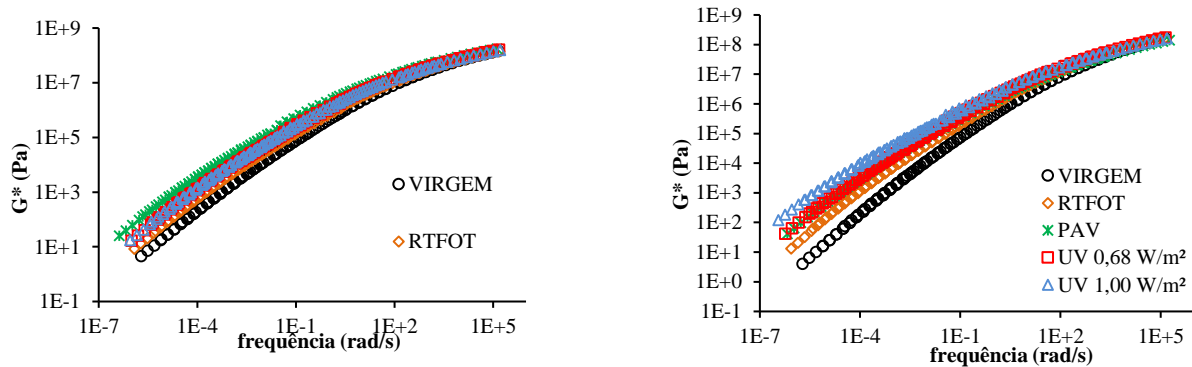 1E+9
1E+7
1E+5
1E+3
1E+1
1E-1
G* (Pa)
1E-7
1E-4
1E-1
1E+2
1E+5
frequência (rad/s)
VIRGEM
RTFOT
1E+9
1E+8
1E+7
1E+6
1E+5
1E+4
1E+3
1E+2
1E+1
1E+0
1E-1
G* (Pa)
1E-7
1E-4
1E-1
1E+2
1E+5
frequência (rad/s)
VIRGEM
RTFOT
PAV
UV 0,68 W/m²
UV 1,00 W/m²